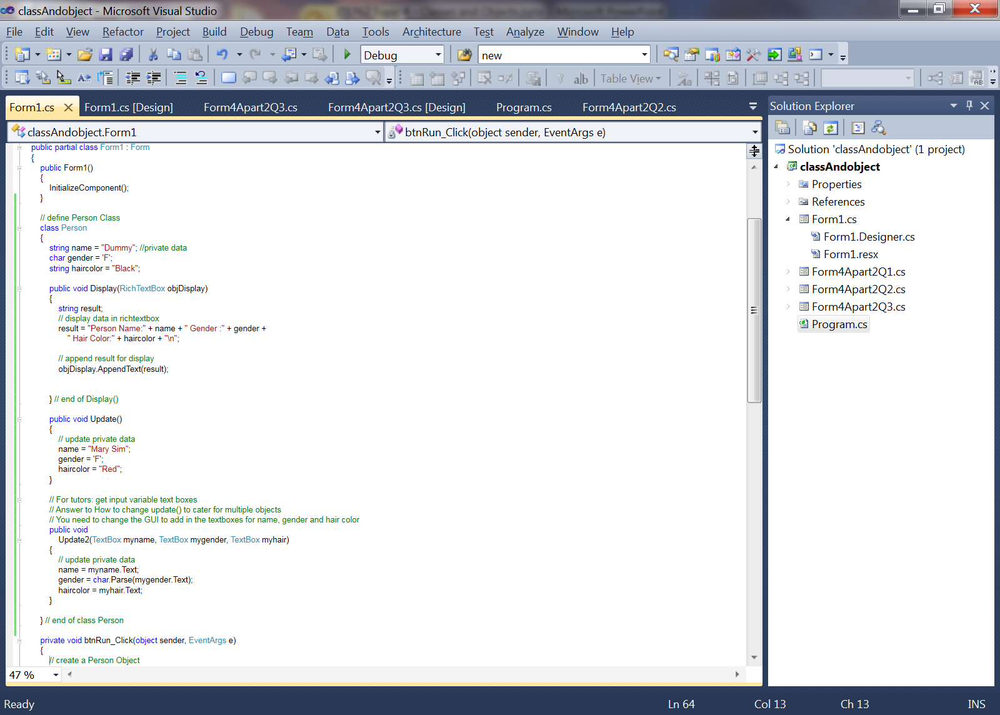 classAndobject - Microsoft Visual Studio
File Edit View Refactor Project Build Debug Team Data Tools Architecture Test Analyze Window Help
Debug new
Table View
Form1.cs Form1.cs [Design] Form4Apart2Q3.cs Form4Apart2Q3.cs [Design] Program.cs Form4Apart2Q2.cs
classAndobject.Form1 btnRun_Click(object sender, EventArgs e)
public partial class Form1 : Form
{
public Form1()
{
InitializeComponent();
}
// define Person Class
class Person
{
string name = "Dummy"; //private data
char gender = 'F';
string haircolor = "Black";
public void Display(RichTextBox objDisplay)
{
string result;
// display data in richtextbox
result = "Person Name:" + name + " Gender :" + gender +
" Hair Color:" + haircolor + "\n";
// append result for display
objDisplay.AppendText(result);
} // end of Display()
public void Update()
{
// update private data
name = "Mary Sim";
gender = 'F';
haircolor = "Red";
}
// For tutors: get input variable text boxes
// Answer to How to change update() to cater for multiple objects
// You need to change the GUI to add in the textboxes for name, gender and hair color
public void
Update2(TextBox myname, TextBox mygender, TextBox myhair)
{
// update private data
name = myname.Text;
gender = char.Parse(mygender.Text);
haircolor = myhair.Text;
}
} // end of class Person
private void btnRun_Click(object sender, EventArgs e)
{
// create a Person Object
47 %
Solution Explorer
Solution 'classAndobject' (1 project)
classAndobject
Properties
References
Form1.cs
Form1.Designer.cs
Form1.resx
Form4Apart2Q1.cs
Form4Apart2Q2.cs
Form4Apart2Q3.cs
Program.cs
Ready Ln 64 Col 13 Ch 13 INS